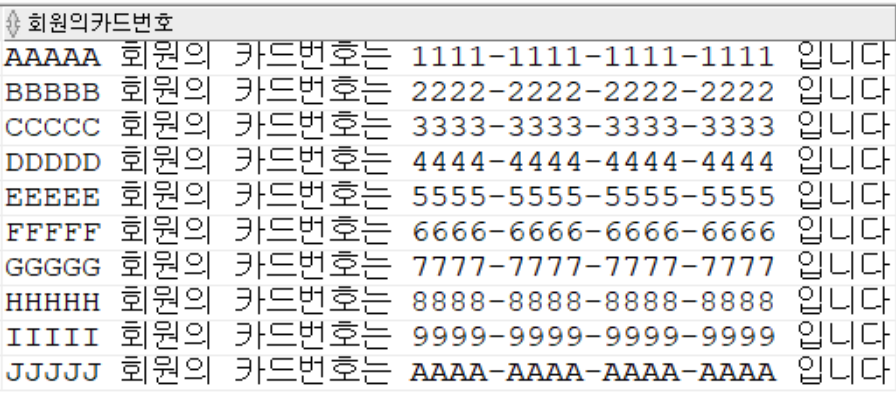 회원의카드번호
AAAAA 회원의 카드번호는 1111-1111-1111-1111 입니다
BBBBB 회원의 카드번호는 2222-2222-2222-2222 입니다
CCCCC 회원의 카드번호는 3333-3333-3333-3333 입니다
DDDDD 회원의 카드번호는 4444-4444-4444-4444 입니다
EEEEE 회원의 카드번호는 5555-5555-5555-5555 입니다
FFFFF 회원의 카드번호는 6666-6666-6666-6666 입니다
GGGGG 회원의 카드번호는 7777-7777-7777-7777 입니다
HHHHH 회원의 카드번호는 8888-8888-8888-8888 입니다
IIIII 회원의 카드번호는 9999-9999-9999-9999 입니다
JJJJJ 회원의 카드번호는 AAAA-AAAA-AAAA-AAAA 입니다